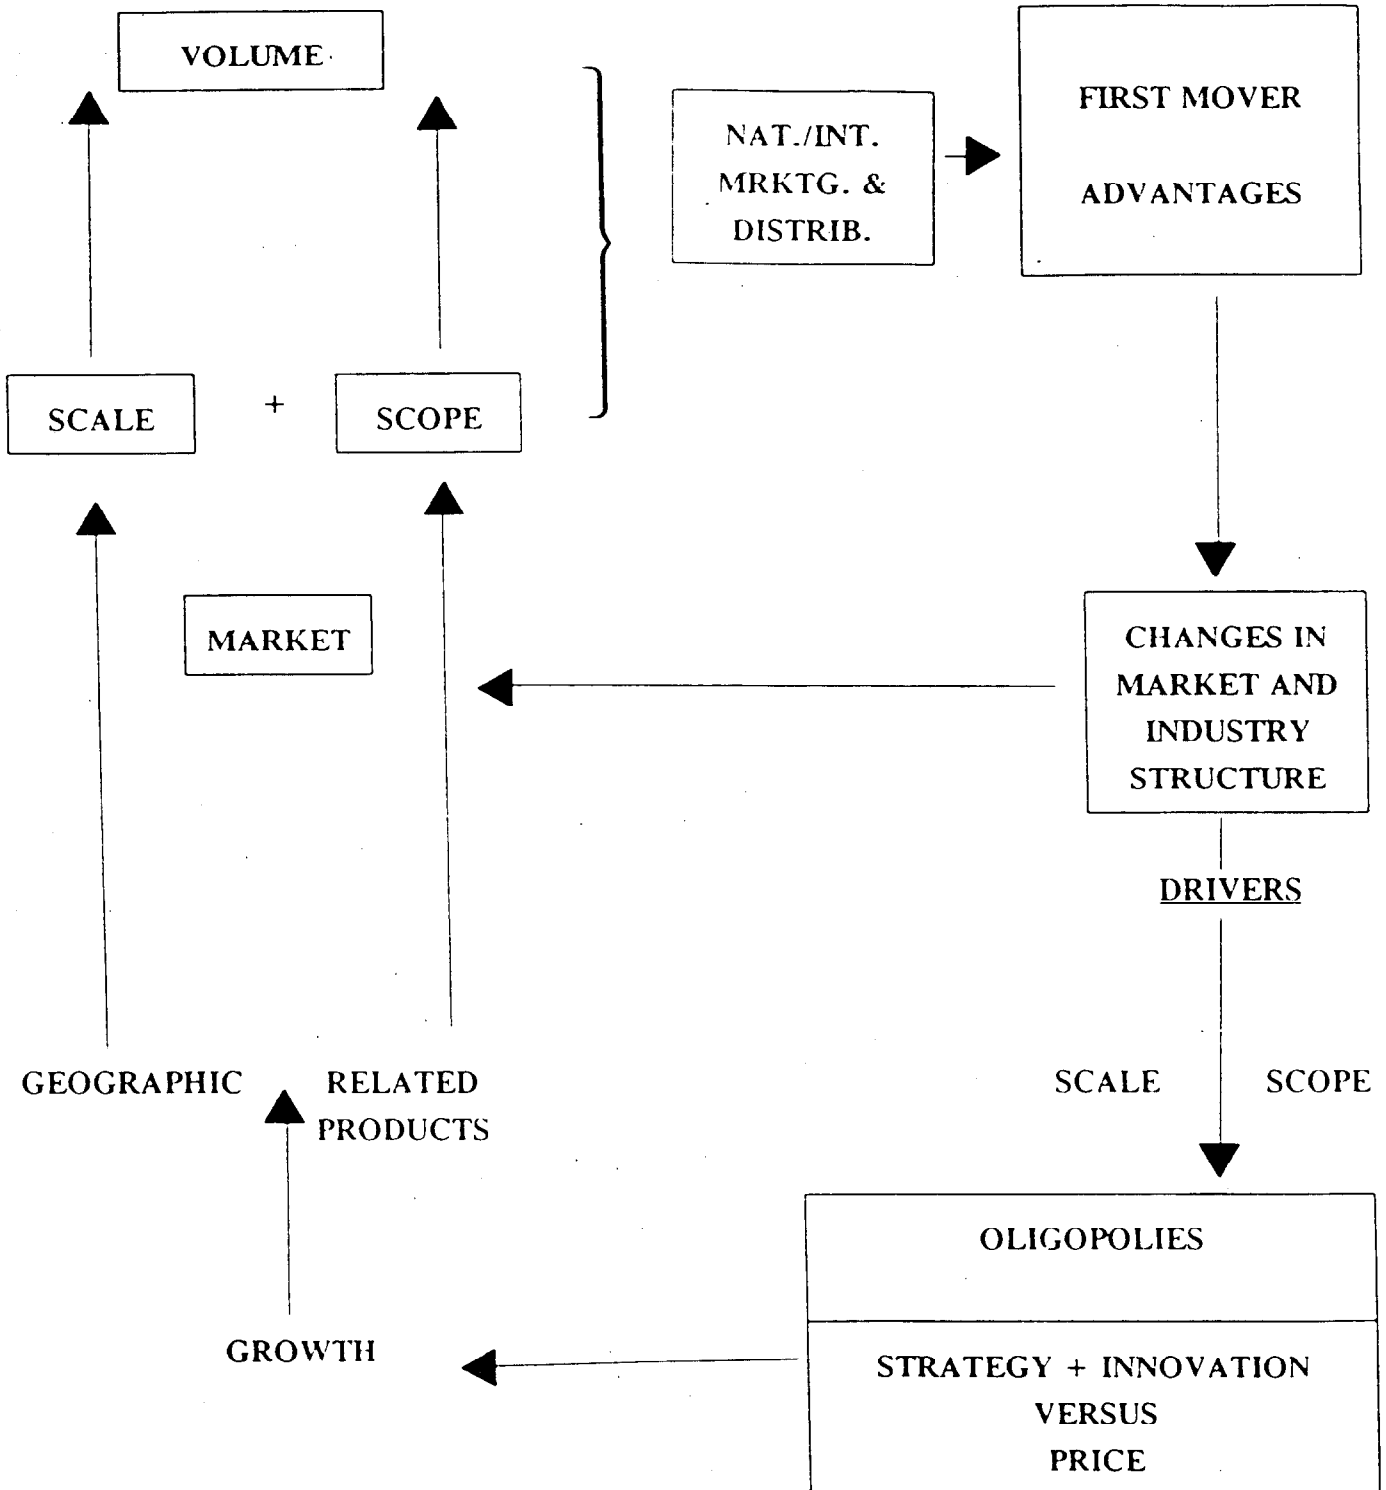 VOLUME
NAT./INT.
MRKTG. &
DISTRIB.
FIRST MOVER
ADVANTAGES
SCALE
+
SCOPE
MARKET
CHANGES IN
MARKET AND
INDUSTRY
STRUCTURE
DRIVERS
GEOGRAPHIC
RELATED
PRODUCTS
SCALE
SCOPE
OLIGOPOLIES
GROWTH
STRATEGY + INNOVATION
VERSUS
PRICE